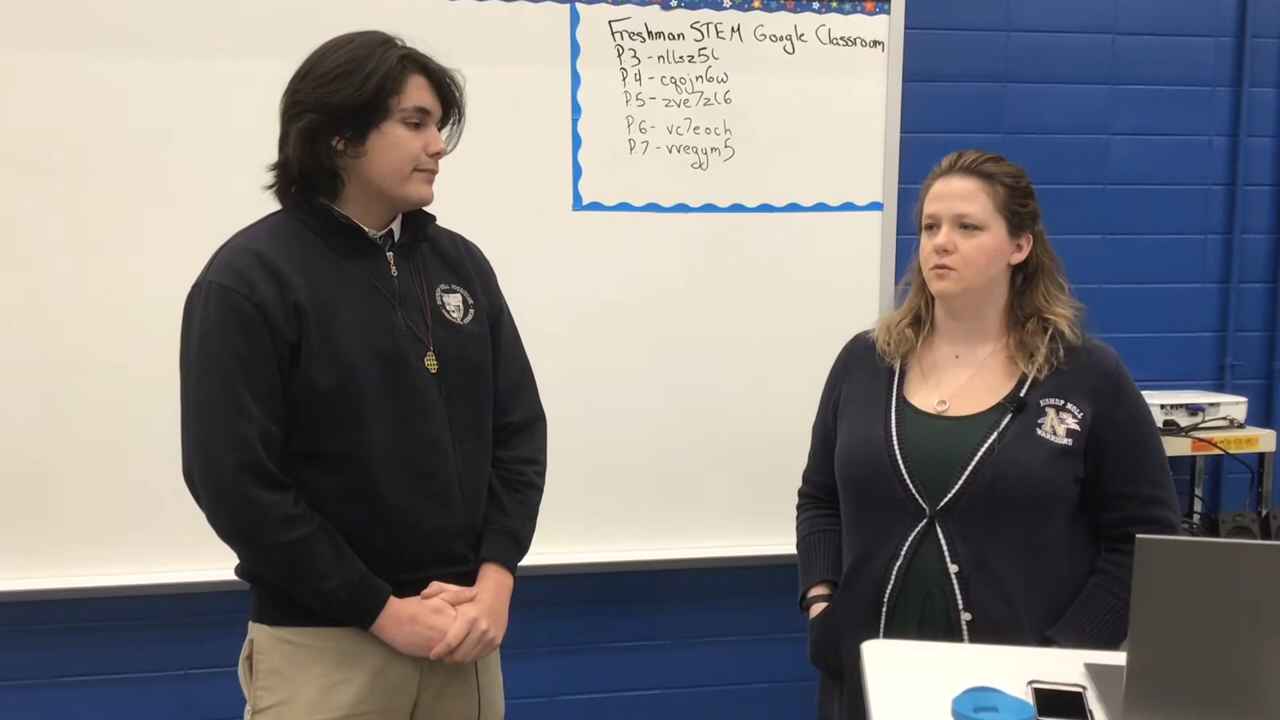 Freshman STEM Google Classroom
P.3 - nllsz5l
P.4 - cqojn6w
P.5 - zve7zl6
P.6 - vc7eoch
P.7 - vvegym5
BISHOP NOLL
N
WARRIORS